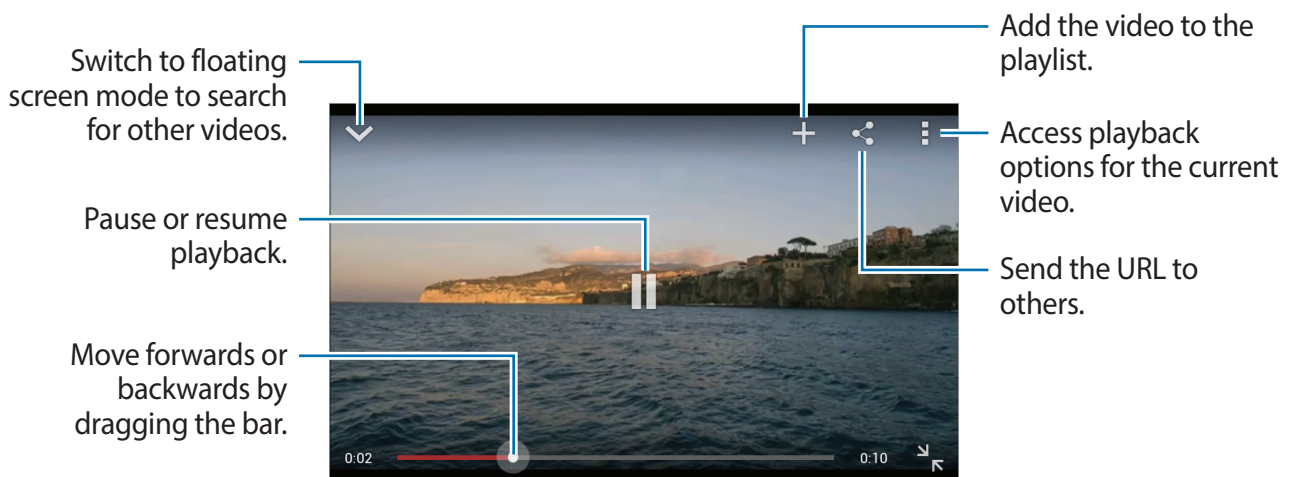 Switch to floating
screen mode to search
for other videos.
Pause or resume
playback.
Move forwards or
backwards by
dragging the bar.
Add the video to the
playlist.
Access playback
options for the current
video.
Send the URL to
others.
0:02
0:10